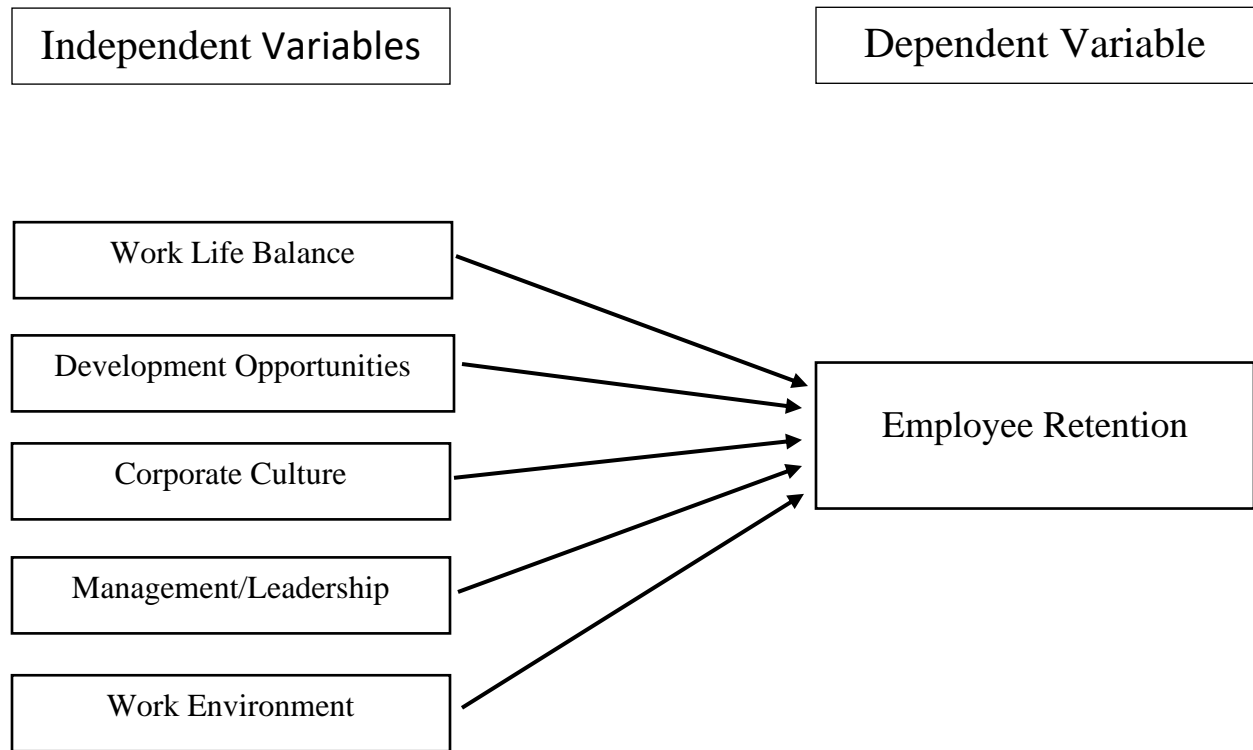 Independent Variables
Dependent Variable
Work Life Balance
Development Opportunities
Corporate Culture
Management/Leadership
Work Environment
Employee Retention